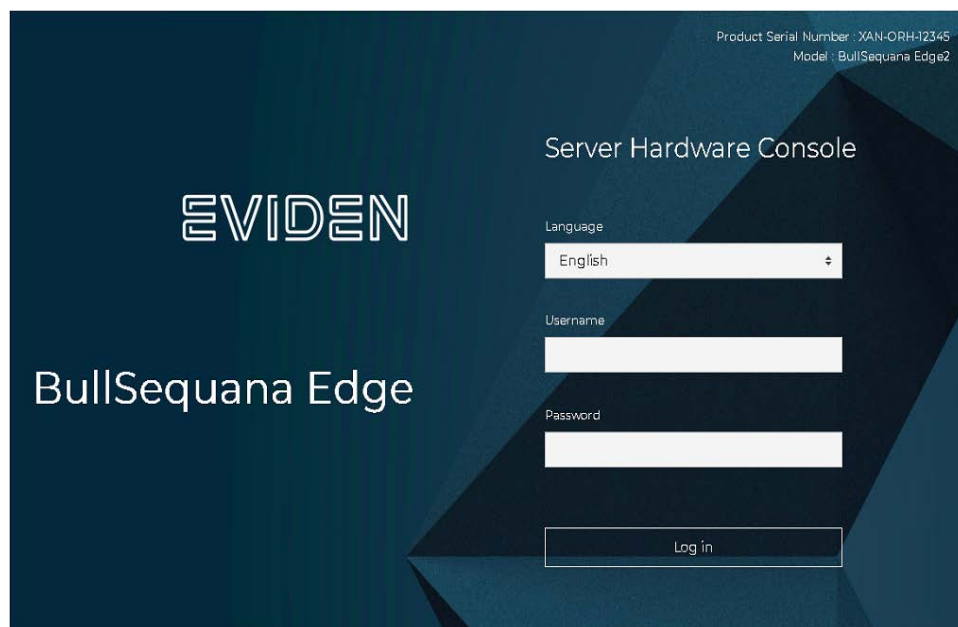 Product Serial Number : XAN-ORH-12345
Model : BullSequana Edge2
Server Hardware Console
EVIDEN
Language
English
Username
BullSequana Edge
Password
Log in